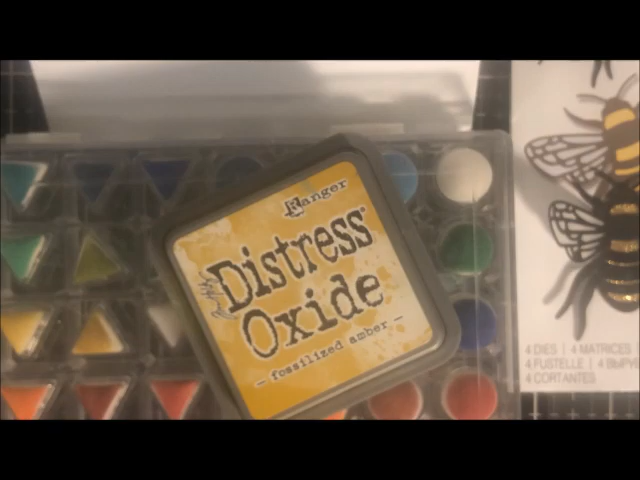 Ranger
Distress®
Oxide
— fossilized amber —
4 DIES | 4 MATRICES
4 FUSTELLE | 4 ВЫРУ
4 CORTANTES